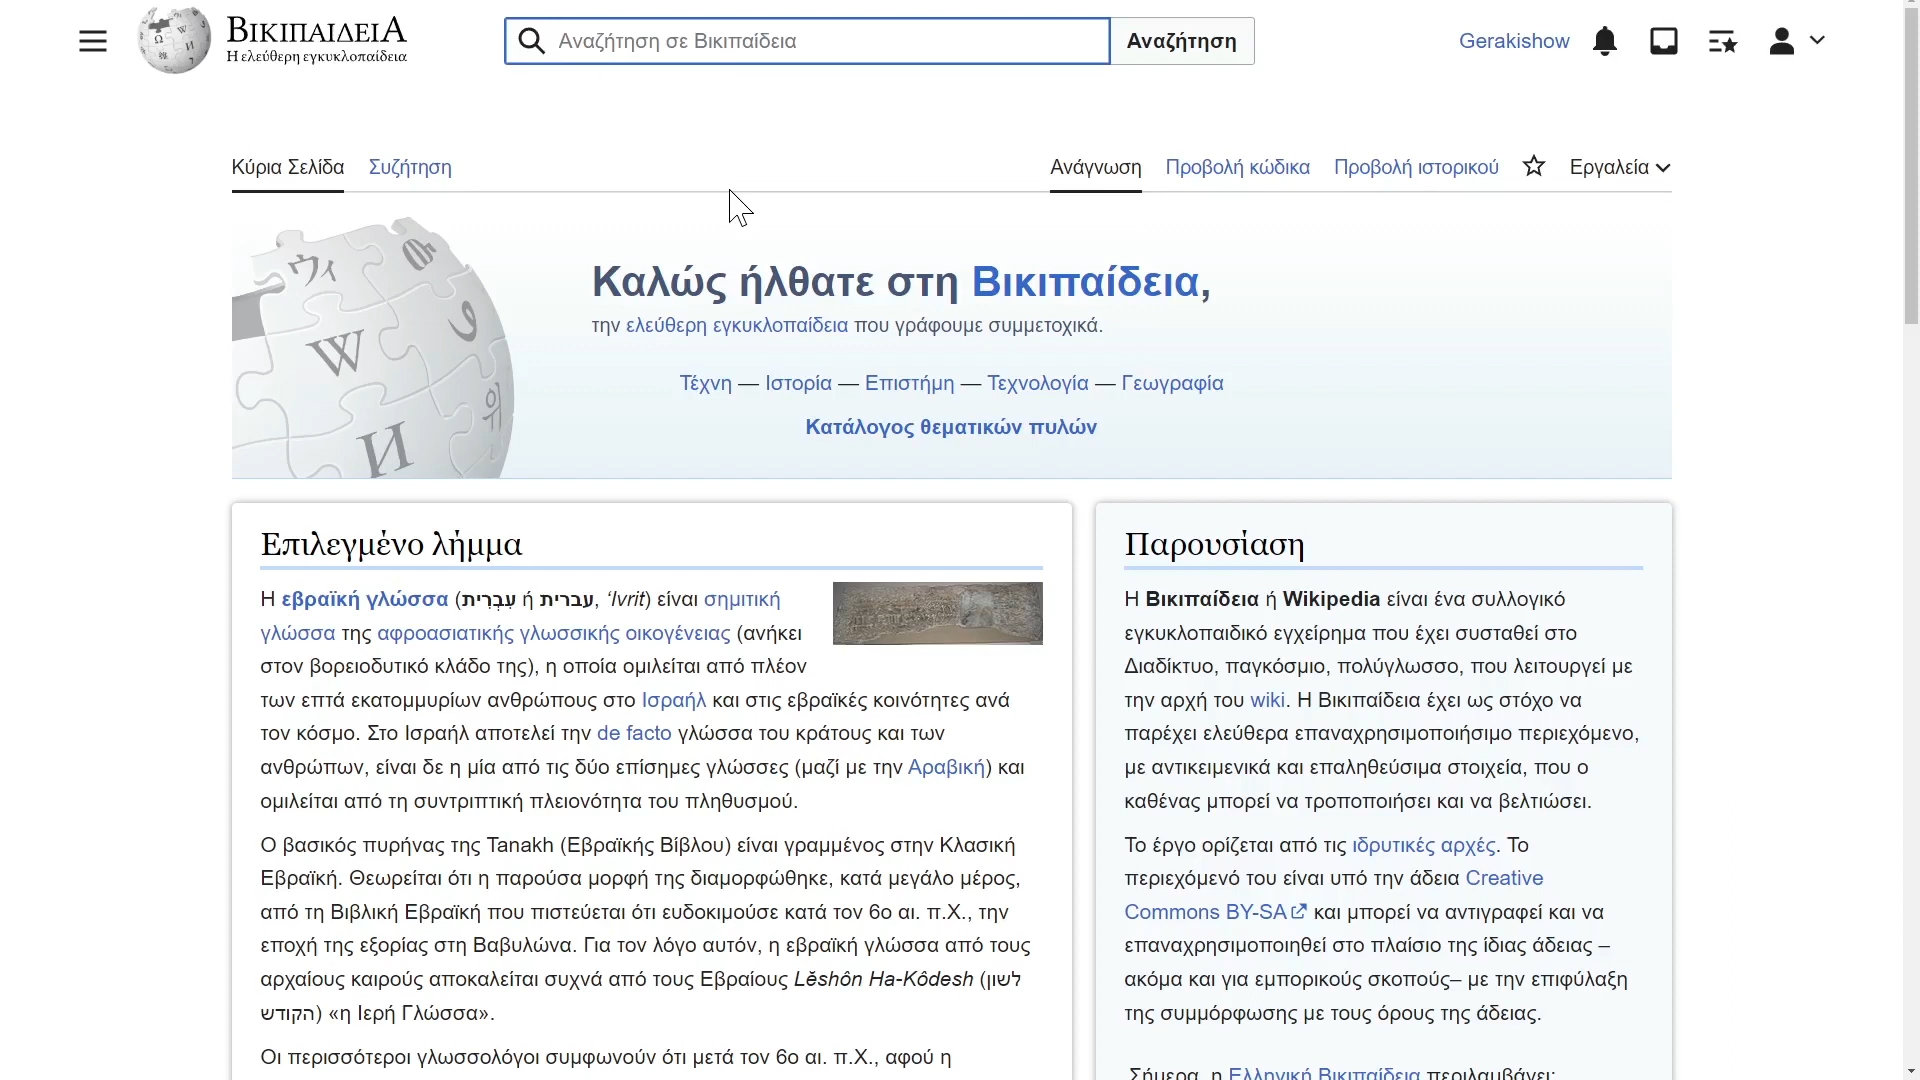 ΒΙΚΙΠΑΙΔΕΙΑ
Η ελεύθερη εγκυκλοπαίδεια
Αναζήτηση σε Βικιπαίδεια
Αναζήτηση
Gerakishow
Κύρια Σελίδα
Συζήτηση
Ανάγνωση
Προβολή κώδικα
Προβολή ιστορικού
Εργαλεία
Καλώς ήλθατε στη Βικιπαίδεια,
την ελεύθερη εγκυκλοπαίδεια που γράφουμε συμμετοχικά.
Τέχνη — Ιστορία — Επιστήμη — Τεχνολογία — Γεωγραφία
Κατάλογος θεματικών πυλών
Επιλεγμένο λήμμα
Η εβραϊκή γλώσσα (עִבְרִית ή עברית, ‘Ivrit) είναι σημιτική
γλώσσα της αφροασιατικής γλωσσικής οικογένειας (ανήκει
στον βορειοδυτικό κλάδο της), η οποία ομιλείται από πλέον
των επτά εκατομμυρίων ανθρώπους στο Ισραήλ και στις εβραϊκές κοινότητες ανά
τον κόσμο. Στο Ισραήλ αποτελεί την de facto γλώσσα του κράτους και των
ανθρώπων, είναι δε η μία από τις δύο επίσημες γλώσσες (μαζί με την Αραβική) και
ομιλείται από τη συντριπτική πλειονότητα του πληθυσμού.
Ο βασικός πυρήνας της Tanakh (Εβραϊκής Βίβλου) είναι γραμμένος στην Κλασική
Εβραϊκή. Θεωρείται ότι η παρούσα μορφή της διαμορφώθηκε, κατά μεγάλο μέρος,
από τη Βιβλική Εβραϊκή που πιστεύεται ότι ευδοκιμούσε κατά τον 6ο αι. π.Χ., την
εποχή της εξορίας στη Βαβυλώνα. Για τον λόγο αυτόν, η εβραϊκή γλώσσα από τους
αρχαίους καιρούς αποκαλείται συχνά από τους Εβραίους Lĕshôn Ha-Kôdesh (לשון
הקודש) «η Ιερή Γλώσσα».
Οι περισσότεροι γλωσσολόγοι συμφωνούν ότι μετά τον 6ο αι. π.Χ., αφού η
Παρουσίαση
Η Βικιπαίδεια ή Wikipedia είναι ένα συλλογικό
εγκυκλοπαιδικό εγχείρημα που έχει συσταθεί στο
Διαδίκτυο, παγκόσμιο, πολύγλωσσο, που λειτουργεί με
την αρχή του wiki. Η Βικιπαίδεια έχει ως στόχο να
παρέχει ελεύθερα επαναχρησιμοποιήσιμο περιεχόμενο,
με αντικειμενικά και επαληθεύσιμα στοιχεία, που ο
καθένας μπορεί να τροποποιήσει και να βελτιώσει.
Το έργο ορίζεται από τις ιδρυτικές αρχές. Το
περιεχόμενό του είναι υπό την άδεια Creative
Commons BY-SA και μπορεί να αντιγραφεί και να
επαναχρησιμοποιηθεί στο πλαίσιο της ίδιας άδειας –
ακόμα και για εμπορικούς σκοπούς– με την επιφύλαξη
της συμμόρφωσης με τους όρους της άδειας.
Σήμερα, η Ελληνική Βικιπαίδεια περιλαμβάνει: